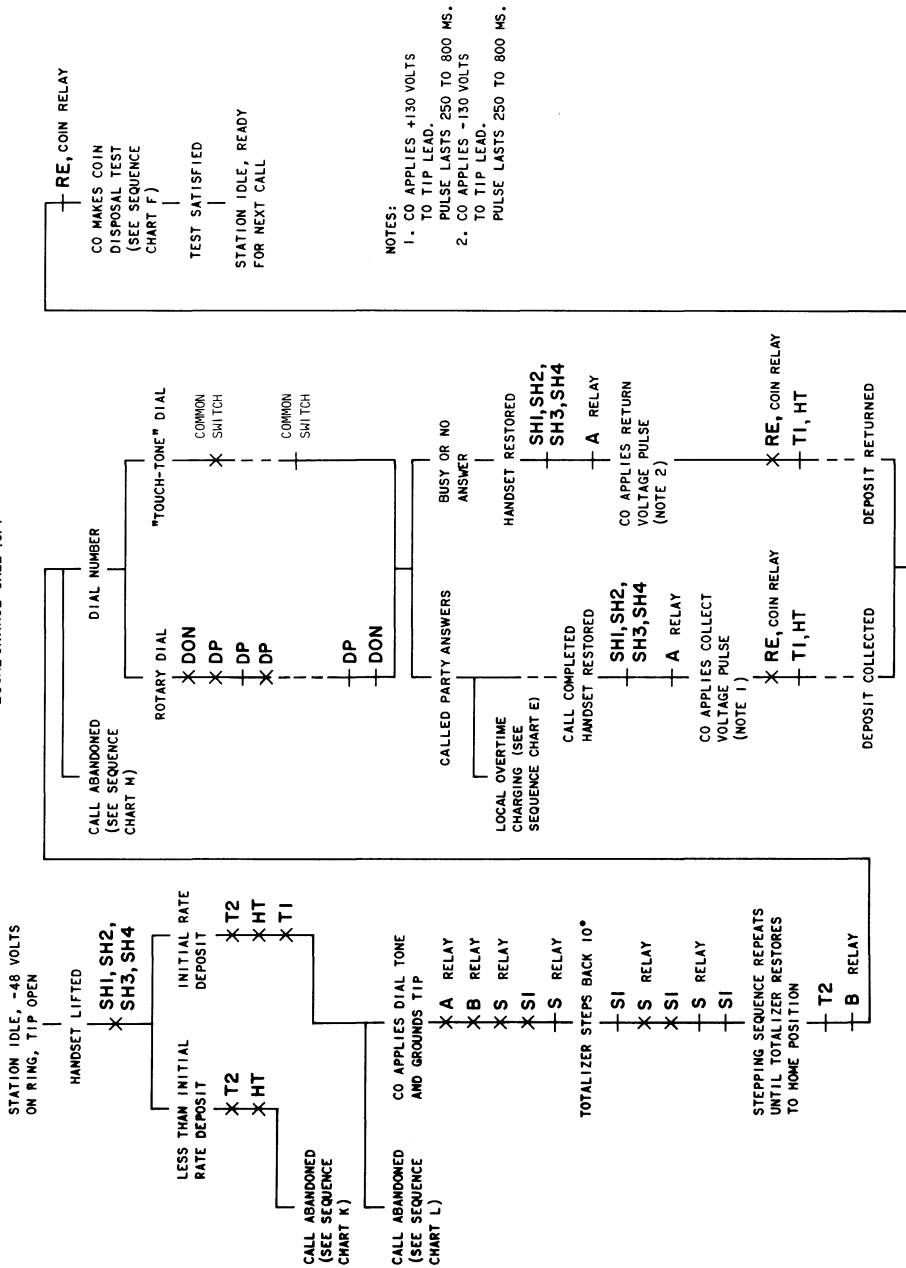 STATION IDLE, -48 VOLTS
ON RING, TIP OPEN
HANDSET LIFTED
SH1, SH2,
SH3, SH4
LESS THAN INITIAL
RATE DEPOSIT
T2
HT
CALL ABANDONED
(SEE SEQUENCE
CHART K)
INITIAL RATE
DEPOSIT
T2
HT
T1
CALL ABANDONED
(SEE SEQUENCE
CHART L)
CO APPLIES DIAL TONE
AND GROUNDS TIP
A RELAY
B RELAY
S RELAY
S1
S RELAY
TOTALIZER STEPS BACK 10°
S1
S RELAY
S1
S RELAY
S1
STEPPING SEQUENCE REPEATS
UNTIL TOTALIZER RESTORES
TO HOME POSITION
T2
B RELAY
CALL ABANDONED
(SEE SEQUENCE
CHART M)
DIAL NUMBER
ROTARY DIAL
DON
DP
DP
DP
DP
DON
"TOUCH-TONE" DIAL
COMMON
SWITCH
COMMON
SWITCH
CALLED PARTY ANSWERS
LOCAL OVERTIME
CHARGING (SEE
SEQUENCE CHART E)
CALL COMPLETED
HANDSET RESTORED
SH1, SH2,
SH3, SH4
A RELAY
CO APPLIES COLLECT
VOLTAGE PULSE
(NOTE 1)
RE, COIN RELAY
T1, HT
DEPOSIT COLLECTED
BUSY OR NO
ANSWER
HANDSET RESTORED
SH1, SH2,
SH3, SH4
A RELAY
CO APPLIES RETURN
VOLTAGE PULSE
(NOTE 2)
RE, COIN RELAY
T1, HT
DEPOSIT RETURNED
RE, COIN RELAY
CO MAKES COIN
DISPOSAL TEST
(SEE SEQUENCE
CHART F)
TEST SATISFIED
STATION IDLE, READY
FOR NEXT CALL
NOTES:
1. CO APPLIES +130 VOLTS
TO TIP LEAD.
PULSE LASTS 250 TO 800 MS.
2. CO APPLIES -130 VOLTS
TO TIP LEAD.
PULSE LASTS 250 TO 800 MS.